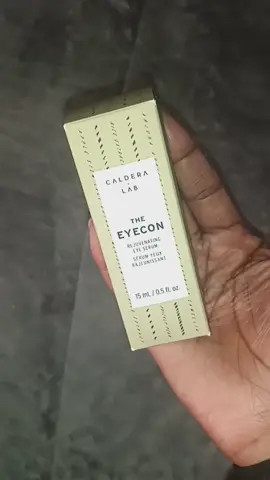 CALDERA
+
LAB
THE
EYECON
REJUVENATING
EYE SERUM
SÉRUM YEUX
RAJEUNISSANT
15 mL / 0.5 fl. oz.